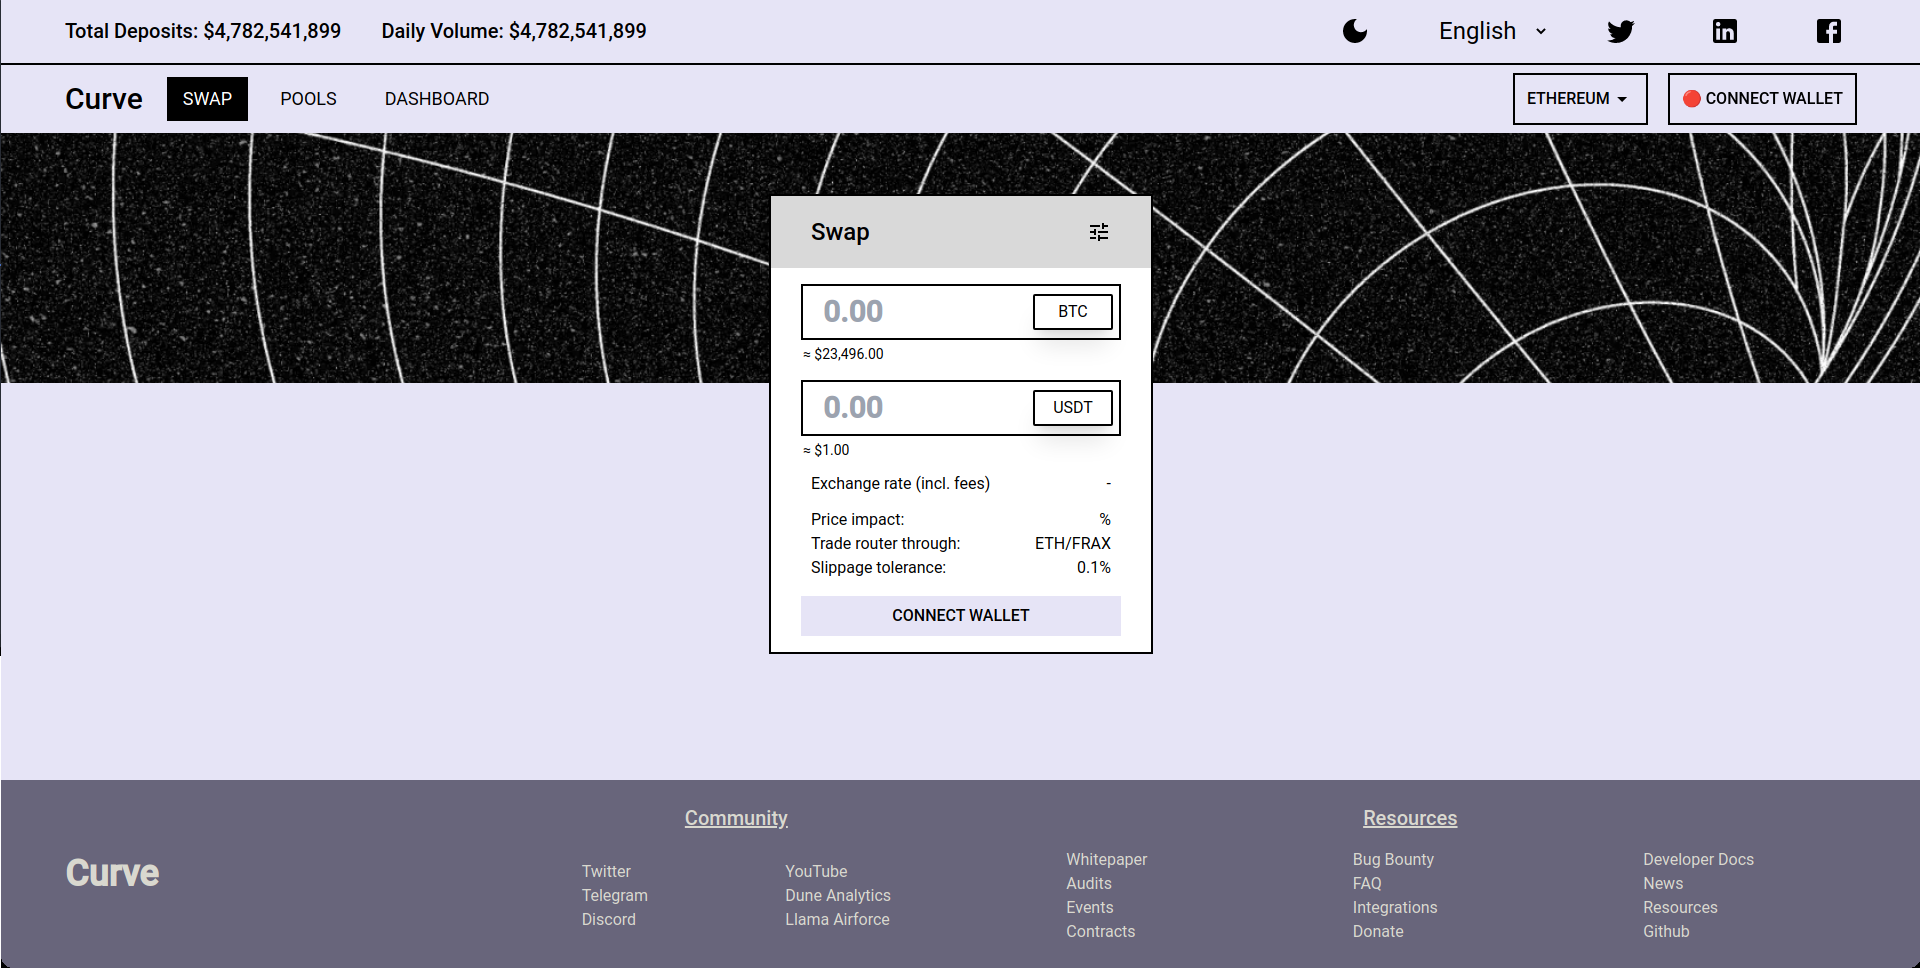 Total Deposits: $4,782,541,899 Daily Volume: $4,782,541,899 English
Curve SWAP POOLS DASHBOARD ETHEREUM CONNECT WALLET
Swap
0.00 BTC
≈ $23,496.00
0.00 USDT
≈ $1.00
Exchange rate (incl. fees) -
Price impact: %
Trade router through: ETH/FRAX
Slippage tolerance: 0.1%
CONNECT WALLET
Curve
Community
Twitter
Telegram
Discord
YouTube
Dune Analytics
Llama Airforce
Resources
Whitepaper
Audits
Events
Contracts
Bug Bounty
FAQ
Integrations
Donate
Developer Docs
News
Resources
Github